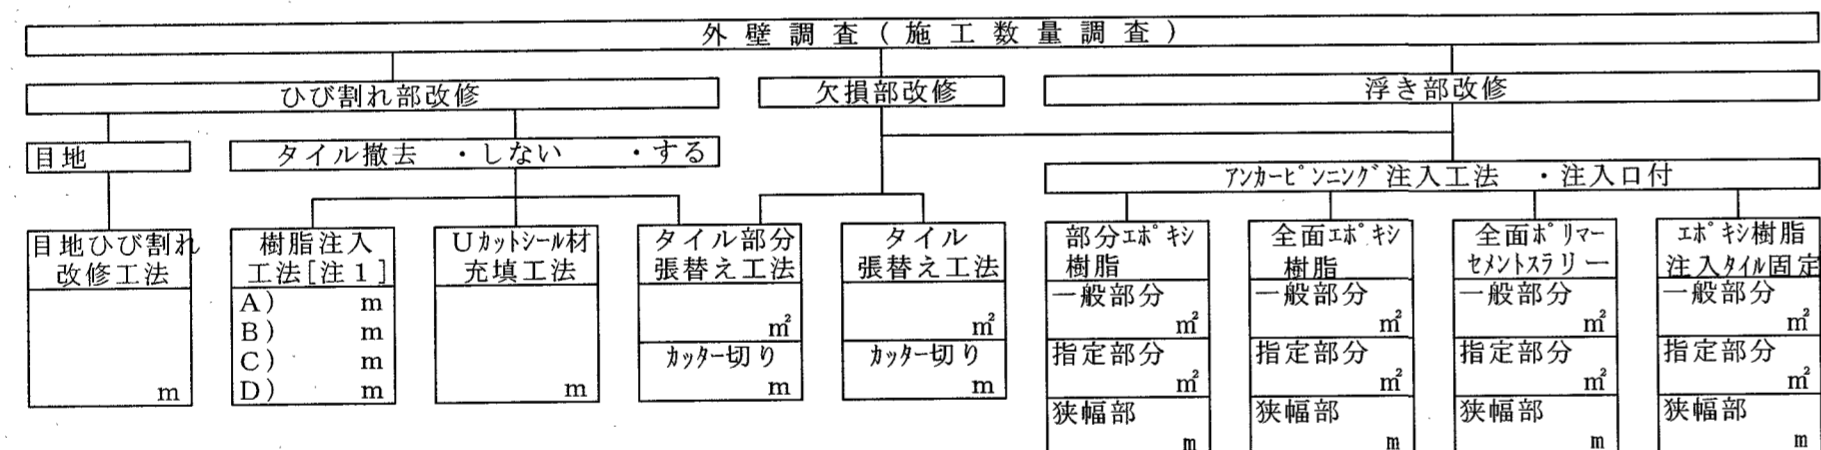 外壁調査(施工数量調査)
ひび割れ部改修
欠損部改修
浮き部改修
目地
タイル撤去 ・しない ・する
アンカーピンニング注入工法 ・注入口付
目地ひび割れ
改修工法
m
樹脂注入
工法[注1]
A) m
B) m
C) m
D) m
Uカットシール材
充填工法
m
タイル部分
張替え工法
㎡
カッター切り
m
タイル
張替え工法
㎡
カッター切り
m
部分エポキシ
樹脂
一般部分
㎡
指定部分
㎡
狭幅部
m
全面エポキシ
樹脂
一般部分
㎡
指定部分
㎡
狭幅部
m
全面ポリマー
セメントスラリー
一般部分
㎡
指定部分
㎡
狭幅部
m
エポキシ樹脂
注入タイル固定
一般部分
㎡
指定部分
㎡
狭幅部
m